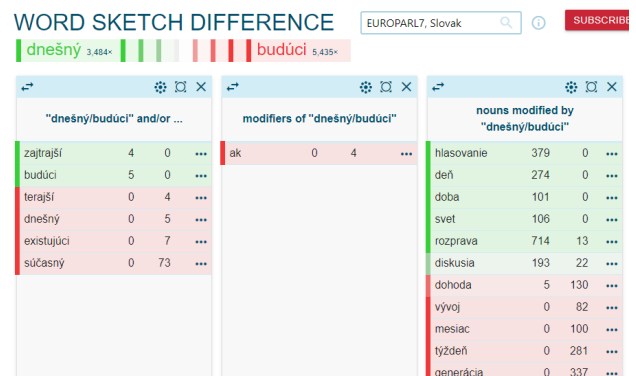 WORD SKETCH DIFFERENCE
EUROPARL7, Slovak
SUBSCRIBE
dnešný 3,484×
budúci 5,435×
"dnešný/budúci" and/or ...
zajtrajší 4 0
budúci 5 0
terajší 0 4
dnešný 0 5
existujúci 0 7
súčasný 0 73
modifiers of "dnešný/budúci"
ak 0 4
nouns modified by
"dnešný/budúci"
hlasovanie 379 0
deň 274 0
doba 101 0
svet 106 0
rozprava 714 13
diskusia 193 22
dohoda 5 130
vývoj 0 82
mesiac 0 100
týždeň 0 281
generácia 0 337